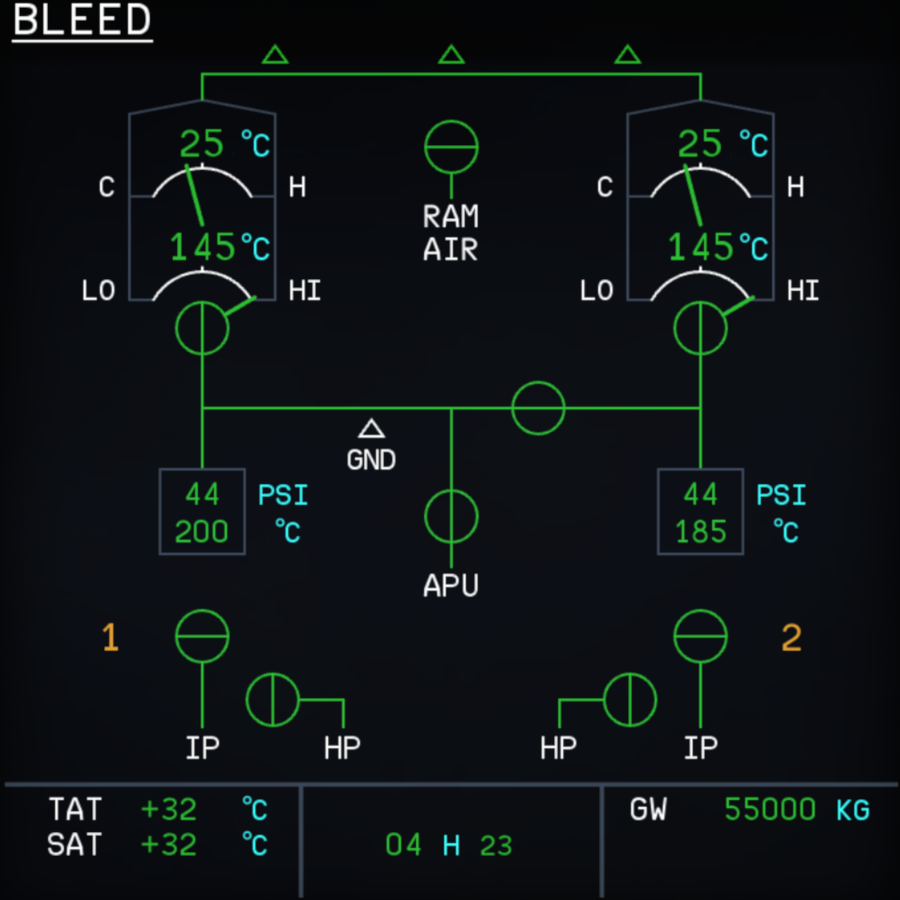 BLEED
25 °C 25 °C
C H C H
RAM
AIR
145 °C 145 °C
LO HI LO HI
GND
44 PSI 44 PSI
200 °C 185 °C
APU
1 2
IP HP HP IP
TAT +32 °C GW 55000 KG
SAT +32 °C 04 H 23